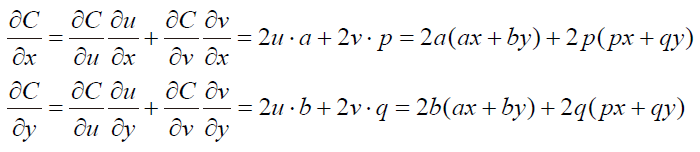 ∂C/∂x = ∂C/∂u ∂u/∂x + ∂C/∂v ∂v/∂x = 2u · a + 2v · p = 2a(ax + by) + 2p(px + qy)
∂C/∂y = ∂C/∂u ∂u/∂y + ∂C/∂v ∂v/∂y = 2u · b + 2v · q = 2b(ax + by) + 2q(px + qy)